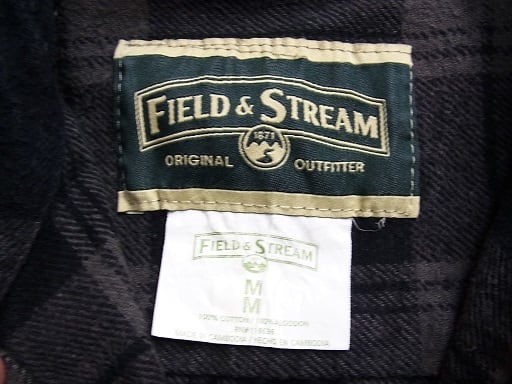 FIELD & STREAM
1871
ORIGINAL OUTFITTER
FIELD & STREAM
M
M
100% COTTON / 100% ALGODON
MADE IN CAMBODIA / HECHO EN CAMBODIA